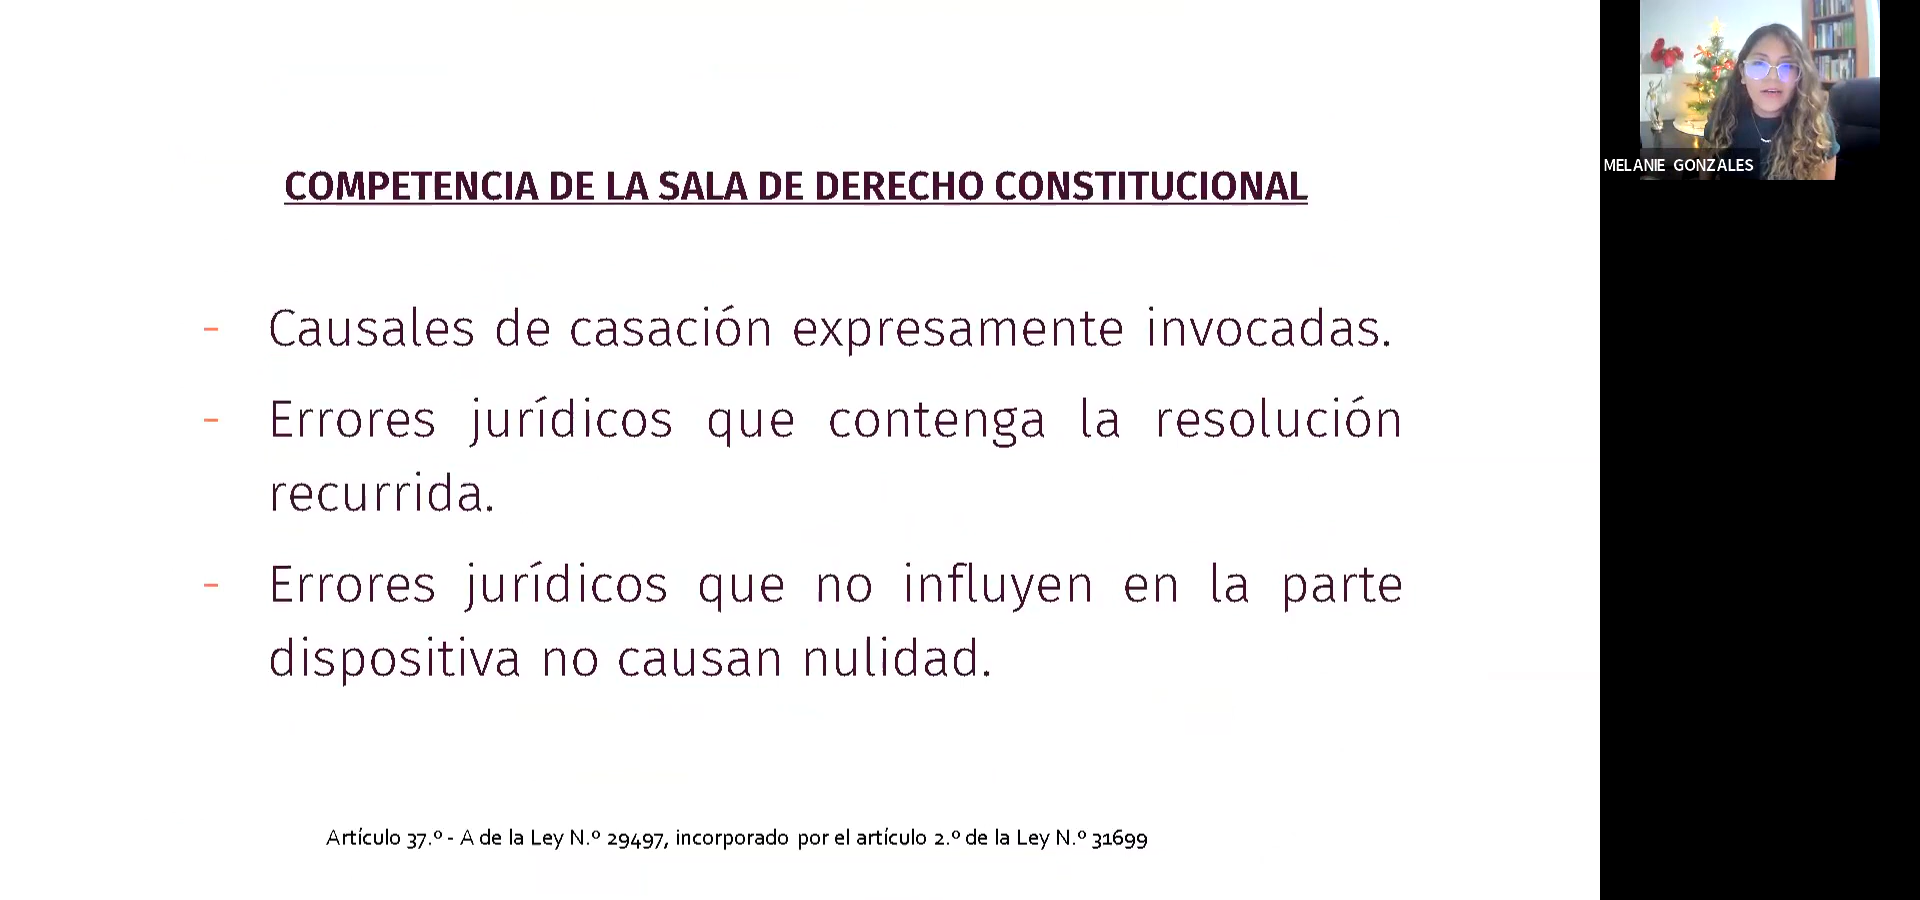 COMPETENCIA DE LA SALA DE DERECHO CONSTITUCIONAL
- Causales de casación expresamente invocadas.
- Errores jurídicos que contenga la resolución
recurrida.
- Errores jurídicos que no influyen en la parte
dispositiva no causan nulidad.
Artículo 37.º - A de la Ley N.º 29497, incorporado por el artículo 2.º de la Ley N.º 31699
MELANIE GONZALES